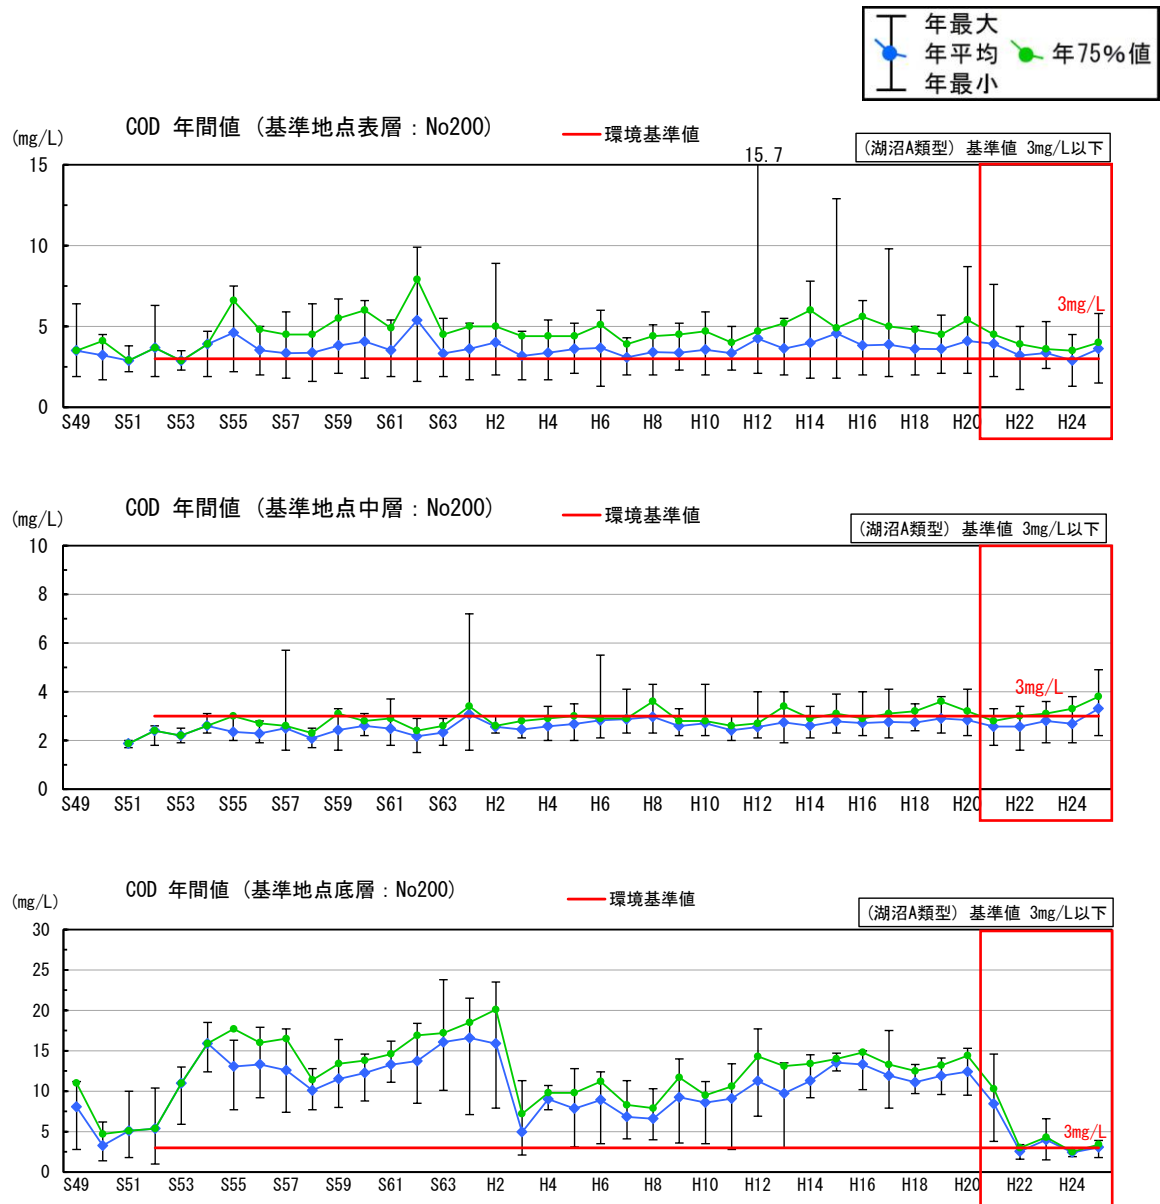 年最大
年平均 年75%値
年最小
COD 年間値 (基準地点表層:No200)
(mg/L)
環境基準値
(湖沼A類型) 基準値 3mg/L以下
15.7
3mg/L
15
10
5
0
S49 S51 S53 S55 S57 S59 S61 S63 H2 H4 H6 H8 H10 H12 H14 H16 H18 H20 H22 H24
COD 年間値 (基準地点中層:No200)
(mg/L)
環境基準値
(湖沼A類型) 基準値 3mg/L以下
3mg/L
10
8
6
4
2
0
S49 S51 S53 S55 S57 S59 S61 S63 H2 H4 H6 H8 H10 H12 H14 H16 H18 H20 H22 H24
COD 年間値 (基準地点底層:No200)
(mg/L)
環境基準値
(湖沼A類型) 基準値 3mg/L以下
3mg/L
30
25
20
15
10
5
0
S49 S51 S53 S55 S57 S59 S61 S63 H2 H4 H6 H8 H10 H12 H14 H16 H18 H20 H22 H24